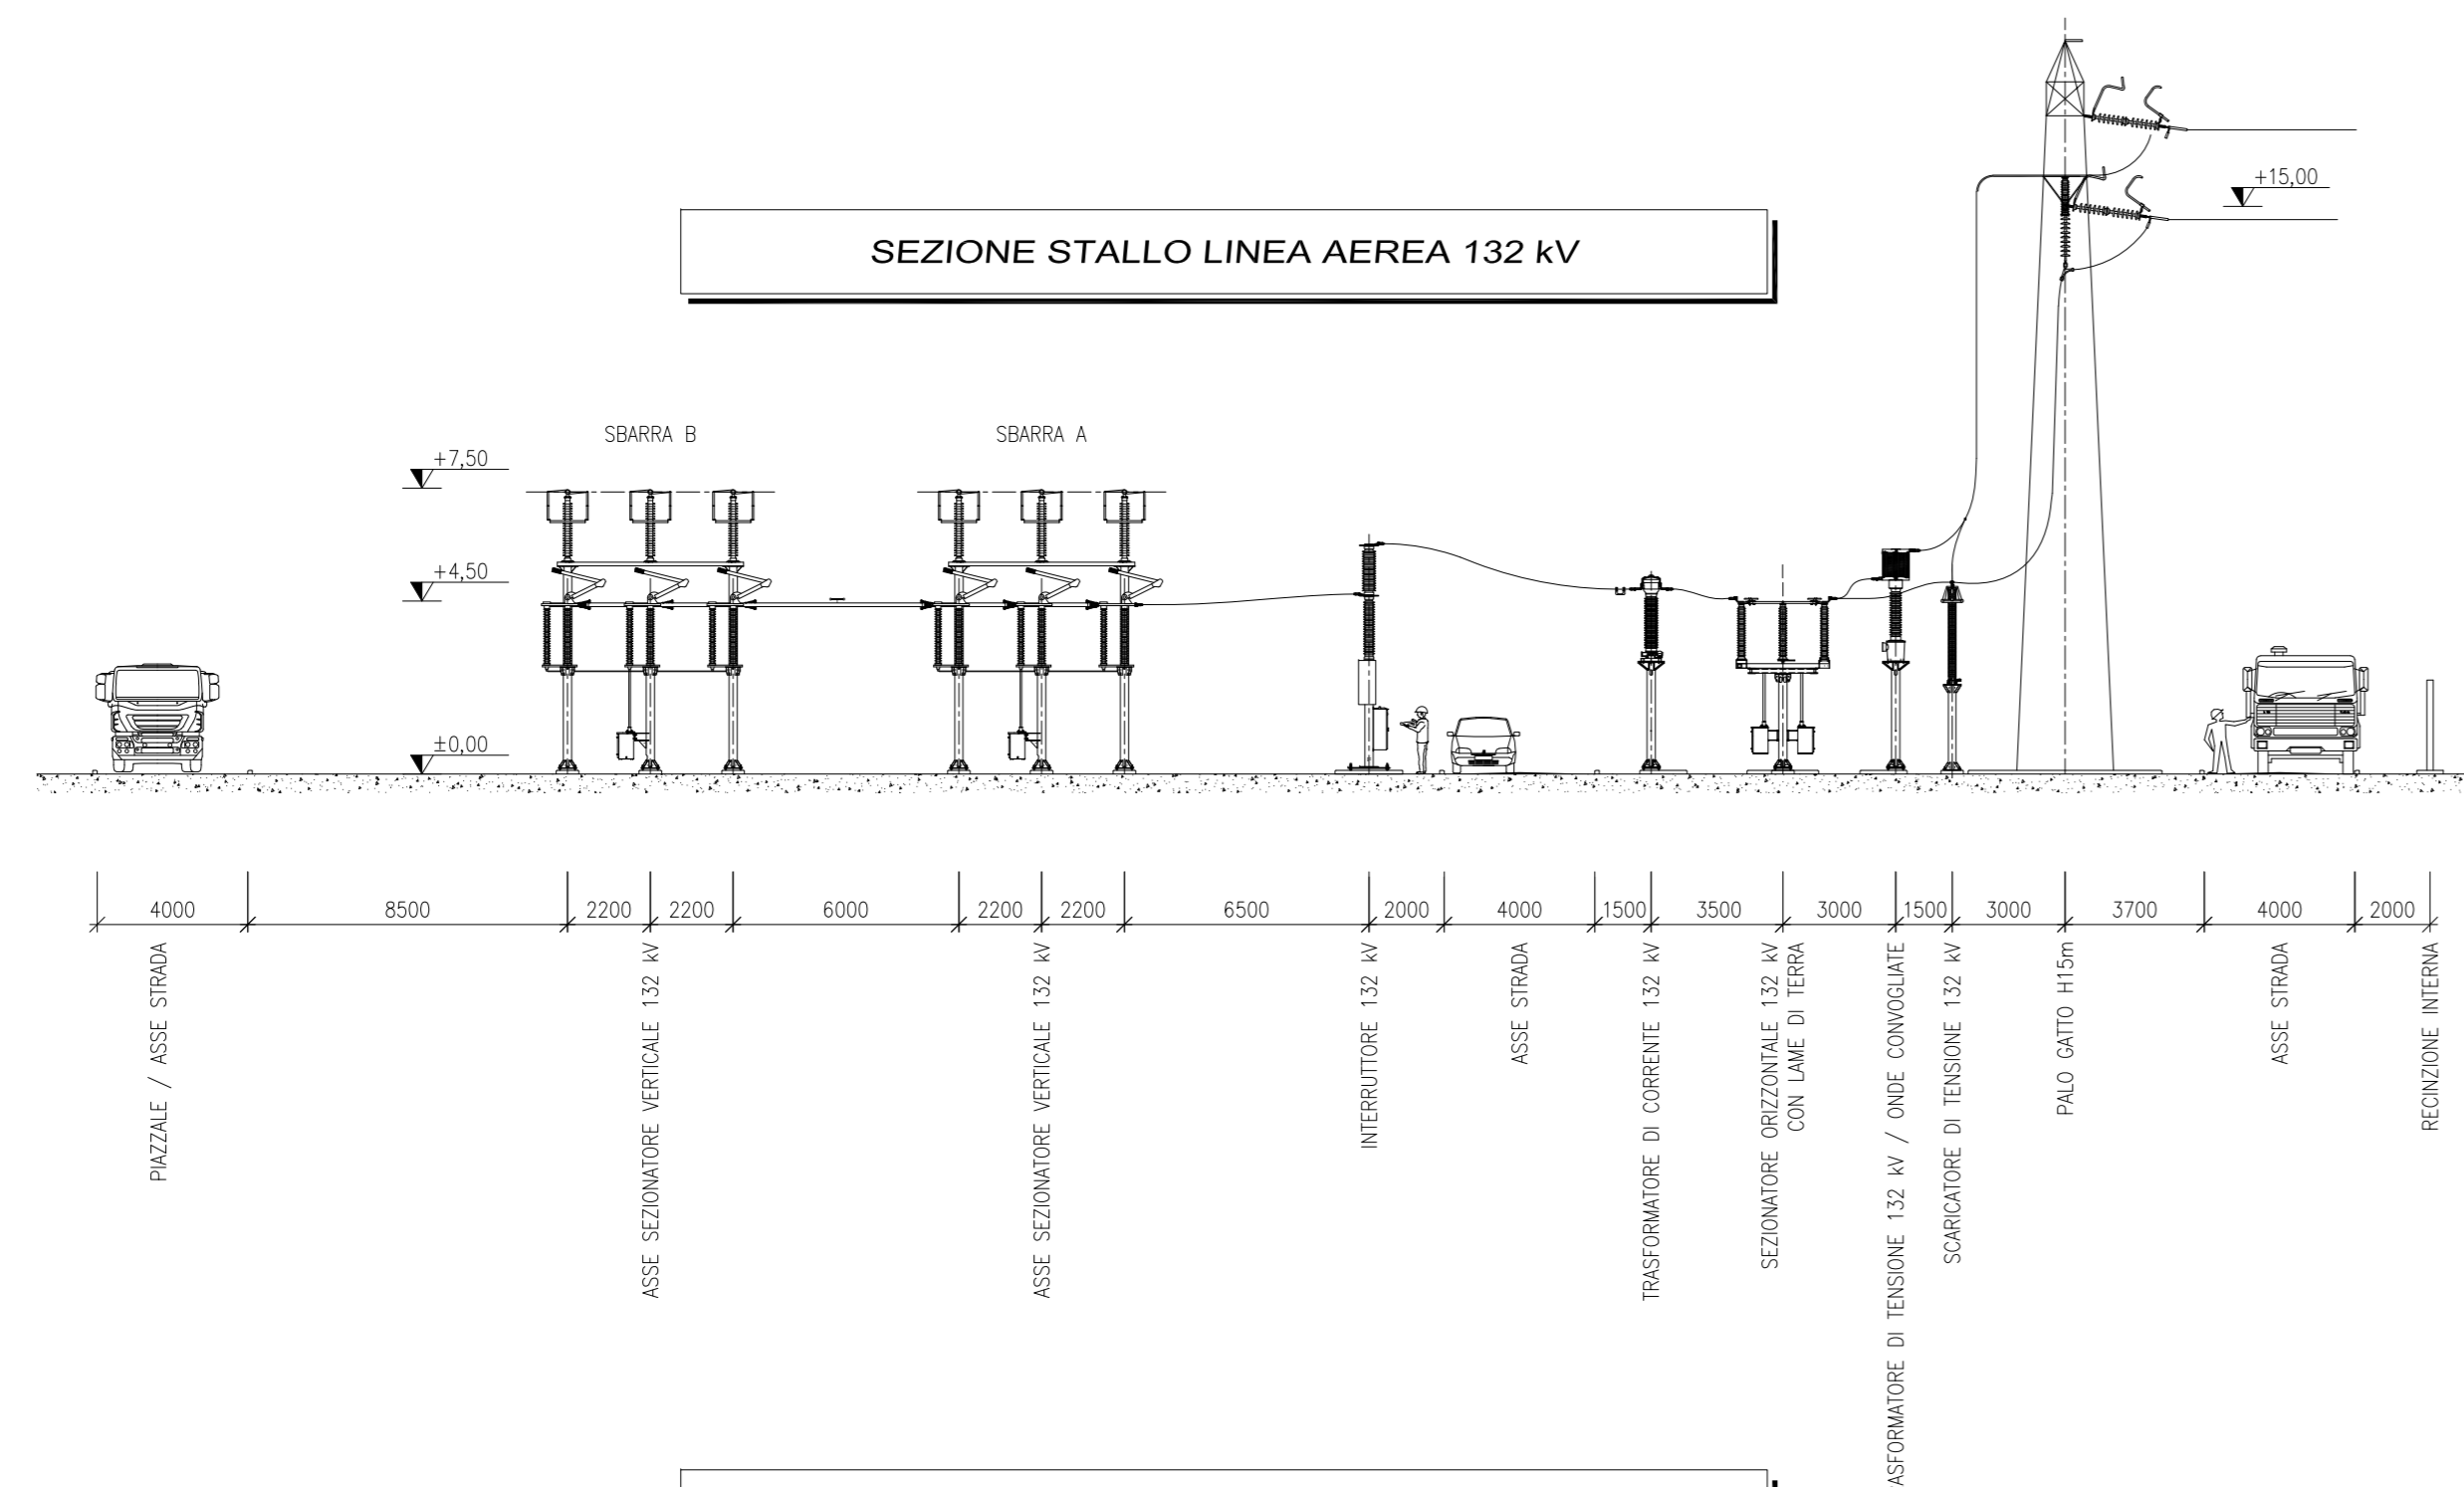 +15,00
SEZIONE STALLO LINEA AEREA 132 kV
SBARRA B
SBARRA A
+7,50
+4,50
±0,00
4000
8500
2200
2200
6000
2200
2200
6500
2000
4000
1500
3500
3000
1500
3000
3700
4000
2000
PIAZZALE / ASSE STRADA
ASSE SEZIONATORE VERTICALE 132 kV
ASSE SEZIONATORE VERTICALE 132 kV
INTERRUTTORE 132 kV
ASSE STRADA
TRASFORMATORE DI CORRENTE 132 kV
SEZIONATORE ORIZZONTALE 132 kV
CON LAME DI TERRA
ASFORMATORE DI TENSIONE 132 kV / ONDE CONVOGLIATE
SCARICATORE DI TENSIONE 132 kV
PALO GATTO H15m
ASSE STRADA
RECINZIONE INTERNA